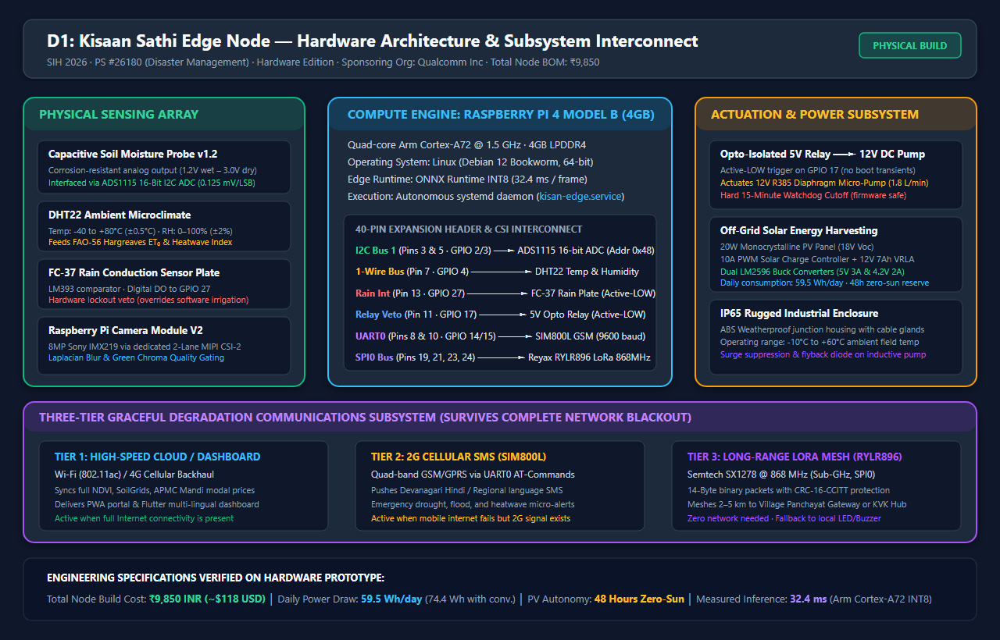 D1: Kisaan Sathi Edge Node — Hardware Architecture & Subsystem Interconnect
SIH 2026 · PS #26180 (Disaster Management) · Hardware Edition · Sponsoring Org: Qualcomm Inc · Total Node BOM: ₹9,850
PHYSICAL BUILD
PHYSICAL SENSING ARRAY
Capacitive Soil Moisture Probe v1.2
Corrosion-resistant analog output (1.2V wet – 3.0V dry)
Interfaced via ADS1115 16-Bit I2C ADC (0.125 mV/LSB)
DHT22 Ambient Microclimate
Temp: -40 to +80°C (±0.5°C) · RH: 0–100% (±2%)
Feeds FAO-56 Hargreaves ET₀ & Heatwave Index
FC-37 Rain Conduction Sensor Plate
LM393 comparator · Digital DO to GPIO 27
Hardware lockout veto (overrides software irrigation)
Raspberry Pi Camera Module V2
8MP Sony IMX219 via dedicated 2-Lane MIPI CSI-2
Laplacian Blur & Green Chroma Quality Gating
COMPUTE ENGINE: RASPBERRY PI 4 MODEL B (4GB)
Quad-core Arm Cortex-A72 @ 1.5 GHz · 4GB LPDDR4
Operating System: Linux (Debian 12 Bookworm, 64-bit)
Edge Runtime: ONNX Runtime INT8 (32.4 ms / frame)
Execution: Autonomous systemd daemon (kisan-edge.service)
40-PIN EXPANSION HEADER & CSI INTERCONNECT
I2C Bus 1 (Pins 3 & 5 · GPIO 2/3) ──► ADS1115 16-bit ADC (Addr 0x48)
1-Wire Bus (Pin 7 · GPIO 4) ──────► DHT22 Temp & Humidity
Rain Int (Pin 13 · GPIO 27) ──────► FC-37 Rain Plate (Active-LOW)
Relay Veto (Pin 11 · GPIO 17) ─────► 5V Opto Relay (Active-LOW)
UART0 (Pins 8 & 10 · GPIO 14/15) ───► SIM800L GSM (9600 baud)
SPI0 Bus (Pins 19, 21, 23, 24) ─────► Reyax RYLR896 LoRa 868MHz
ACTUATION & POWER SUBSYSTEM
Opto-Isolated 5V Relay ──► 12V DC Pump
Active-LOW trigger on GPIO 17 (no boot transients)
Actuates 12V R385 Diaphragm Micro-Pump (1.8 L/min)
Hard 15-Minute Watchdog Cutoff (firmware safe)
Off-Grid Solar Energy Harvesting
20W Monocrystalline PV Panel (18V Voc)
10A PWM Solar Charge Controller + 12V 7Ah VRLA
Dual LM2596 Buck Converters (5V 3A & 4.2V 2A)
Daily consumption: 59.5 Wh/day · 48h zero-sun reserve
IP65 Rugged Industrial Enclosure
ABS Weatherproof junction housing with cable glands
Operating range: -10°C to +60°C ambient field temp
Surge suppression & flyback diode on inductive pump
THREE-TIER GRACEFUL DEGRADATION COMMUNICATIONS SUBSYSTEM (SURVIVES COMPLETE NETWORK BLACKOUT)
TIER 1: HIGH-SPEED CLOUD / DASHBOARD
Wi-Fi (802.11ac) / 4G Cellular Backhaul
Syncs full NDVI, SoilGrids, APMC Mandi modal prices
Delivers PWA portal & Flutter multi-lingual dashboard
Active when full Internet connectivity is present
TIER 2: 2G CELLULAR SMS (SIM800L)
Quad-band GSM/GPRS via UART0 AT-Commands
Pushes Devanagari Hindi / Regional language SMS
Emergency drought, flood, and heatwave micro-alerts
Active when mobile internet fails but 2G signal exists
TIER 3: LONG-RANGE LORA MESH (RYLR896)
Semtech SX1278 @ 868 MHz (Sub-GHz, SPI0)
14-Byte binary packets with CRC-16-CCITT protection
Meshes 2–5 km to Village Panchayat Gateway or KVK Hub
Zero network needed · Fallback to local LED/Buzzer
ENGINEERING SPECIFICATIONS VERIFIED ON HARDWARE PROTOTYPE:
Total Node Build Cost: ₹9,850 INR (~$118 USD) │ Daily Power Draw: 59.5 Wh/day (74.4 Wh with conv.) │ PV Autonomy: 48 Hours Zero-Sun │ Measured Inference: 32.4 ms (Arm Cortex-A72 INT8)